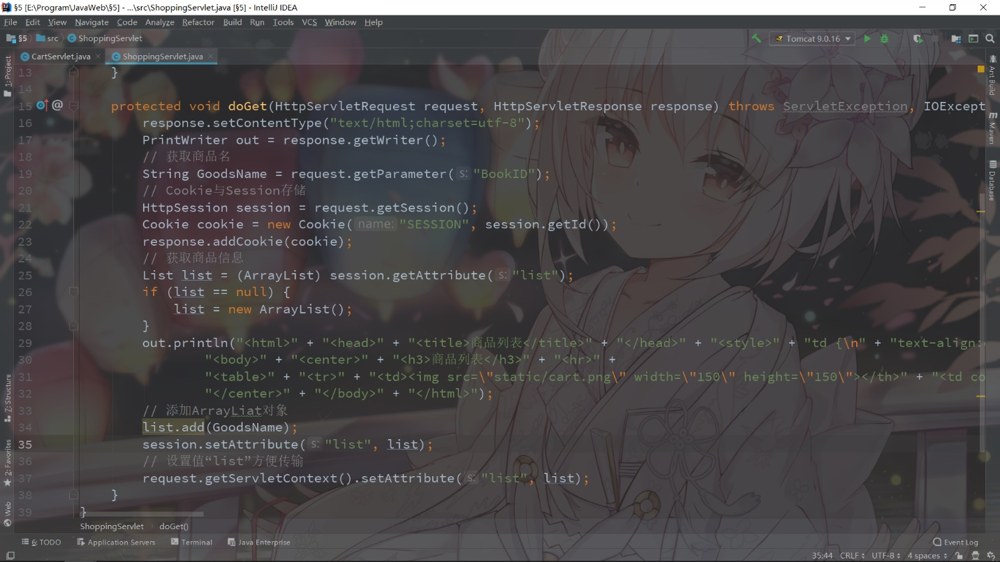 §5 [E:\Program\JavaWeb\§5] - ...\src\ShoppingServlet.java [§5] - IntelliJ IDEA
File Edit View Navigate Code Analyze Refactor Build Run Tools VCS Window Help
§5 src ShoppingServlet Tomcat 9.0.16
CartServlet.java ShoppingServlet.java
1: Project
Z: Structure
2: Favorites
Web
13 }
14
15 @ protected void doGet(HttpServletRequest request, HttpServletResponse response) throws ServletException, IOExcept
16 response.setContentType("text/html;charset=utf-8");
17 PrintWriter out = response.getWriter();
18 // 获取商品名
19 String GoodsName = request.getParameter( s: "BookID");
20 // Cookie与Session存储
21 HttpSession session = request.getSession();
22 Cookie cookie = new Cookie( name: "SESSION", session.getId());
23 response.addCookie(cookie);
24 // 获取商品信息
25 List list = (ArrayList) session.getAttribute( s: "list");
26 if (list == null) {
27 list = new ArrayList();
28 }
29 out.println("<html>" + "<head>" + "<title>商品列表</title>" + "</head>" + "<style>" + "td {\n" + "text-align:
30 "<body>" + "<center>" + "<h3>商品列表</h3>" + "<hr>" +
31 "<table>" + "<tr>" + "<td><img src=\"static/cart.png\" width=\"150\" height=\"150\"></th>" + "<td co
32 "</center>" + "</body>" + "</html>");
33 // 添加ArrayLiat对象
34 list.add(GoodsName);
35 session.setAttribute( s: "list", list);
36 // 设置值“list”方便传输
37 request.getServletContext().setAttribute( s: "list", list);
38 }
39 }
Ant Build
Maven
Database
ShoppingServlet doGet()
6: TODO Application Servers Terminal Java Enterprise Event Log
35:44 CRLF UTF-8 4 spaces